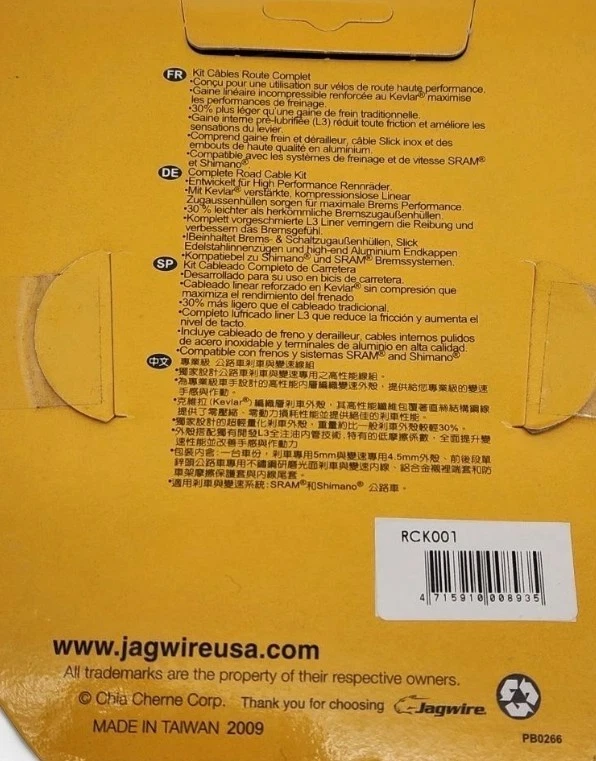 FR Kit Câbles Route Complet
•Conçu pour une utilisation sur vélos de route haute performance.
•Gaine linéaire incompressible renforcée au Kevlar® maximise
les performances de freinage.
•30% plus léger qu'une gaine de frein traditionnelle.
•Gaine interne pré-lubrifiée (L3) réduit toute friction et améliore les
sensations du levier.
•Comprend gaine frein et dérailleur, câble Slick inox et des
embouts de haute qualité en aluminium.
•Compatible avec les systèmes de freinage et de vitesse SRAM®
et Shimano®
DE Complete Road Cable Kit
•Entwickelt für High Performance Rennräder.
•Mit Kevlar® verstärkte, kompressionslose Linear
Zugaussenhüllen sorgen für maximale Brems Performance.
•30 % leichter als herkömmliche Bremszugaußenhüllen.
•Komplett vorgeschmierte L3 Liner verringern die Reibung und
verbessern das Bremsgefühl.
•IBeinhaltet Brems- & Schaltzugaußenhüllen, Slick
Edelstahlinnenzügen und high-end Aluminium Endkappen
•Kompatiebel zu Shimano® und SRAM® Bremssystemen.
SP Kit Cableado Completo de Carretera
•Desarrollado para su uso en bicis de carretera.
•Cableado linear reforzado en Kevlar® sin compresión que
maximiza el rendimiento del frenado
•30% más ligero que el cableado tradicional.
•Completo lufricado liner L3 que reduce la fricción y aumenta el
nivel de tacto.
•Incluye cableado de freno y derailleur, cables internos pulidos
de acero inoxidable y terminales de aluminio en alta calidad.
•Compatible con frenos y sistemas SRAM® and Shimano®
中文 專業級 公路車剎車與變速線組
•獨家設計公路車剎車與變速專用之高性能線組。
•為專業級車手設計的高性能內層編織變速外殼，提供給您專業級的變速
手感與作動。
•克維拉(Kevlar®) 編織層剎車外殼，其高性能纖維包覆著直絲結構鋼線
提供了零壓縮、零動力損耗性能並提供絕佳的剎車性能。
•獨家設計的超輕量化剎車外殼，重量約比一般剎車外殼輕30%。
•外殼搭配獨有開發L3全注油內管技術,特有的低摩擦係數，全面提升變
速性能並改善手感與作動力
•包裝內含:一台車份，剎車專用5mm與變速專用4.5mm外殼、前後段單
錏頭公路車專用不鏽鋼研磨光面剎車與變速內線、鋁合金襯裡端套和防
車架摩擦保護套與內線尾套。
•適用剎車與變速系統:SRAM®和Shimano® 公路車。
RCK001
4 715910 008935
www.jagwireusa.com
All trademarks are the property of their respective owners.
© Chia Cherne Corp. Thank you for choosing Jagwire.
MADE IN TAIWAN 2009
PB0266